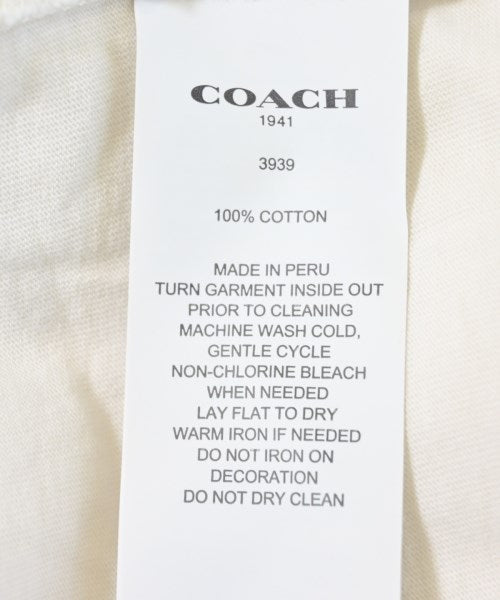 COACH
1941
3939
100% COTTON
MADE IN PERU
TURN GARMENT INSIDE OUT
PRIOR TO CLEANING
MACHINE WASH COLD,
GENTLE CYCLE
NON-CHLORINE BLEACH
WHEN NEEDED
LAY FLAT TO DRY
WARM IRON IF NEEDED
DO NOT IRON ON
DECORATION
DO NOT DRY CLEAN